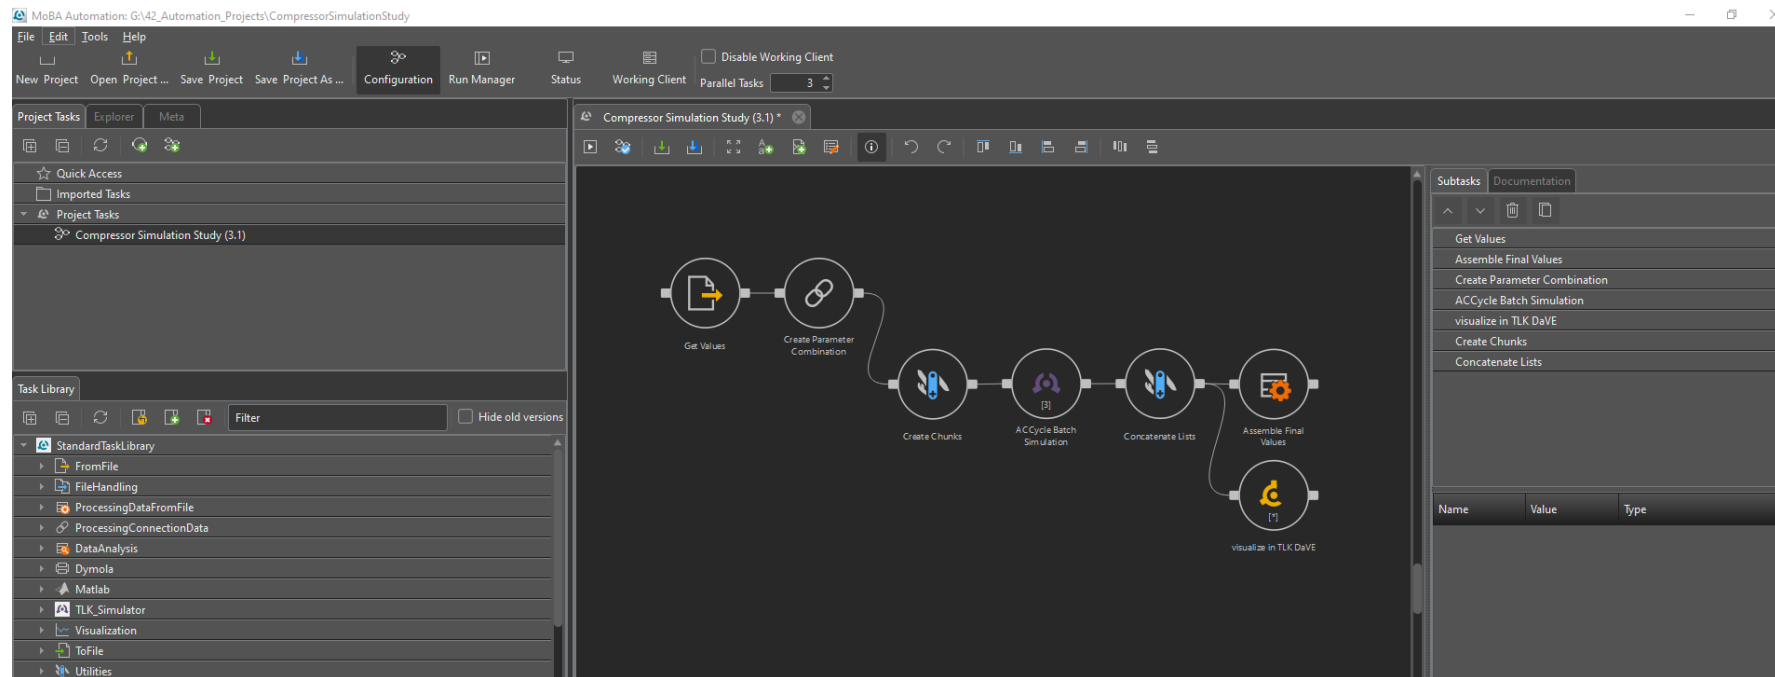 MoBA Automation: G:\42_Automation_Projects\CompressorSimulationStudy
File Edit Tools Help
New Project Open Project ... Save Project Save Project As ... Configuration Run Manager Status Working Client
Disable Working Client
Parallel Tasks 3
Project Tasks Explorer Meta
Quick Access
Imported Tasks
Project Tasks
Compressor Simulation Study (3.1)
Task Library
Filter Hide old versions
StandardTaskLibrary
FromFile
FileHandling
ProcessingDataFromFile
ProcessingConnectionData
DataAnalysis
Dymola
Matlab
TLK_Simulator
Visualization
ToFile
Utilities
Compressor Simulation Study (3.1) *
Get Values
Create Parameter
Combination
Create Chunks
[3]
ACCycle Batch
Simulation
Concatenate Lists
Assemble Final
Values
[*]
visualize in TLK DaVE
Subtasks Documentation
Get Values
Assemble Final Values
Create Parameter Combination
ACCycle Batch Simulation
visualize in TLK DaVE
Create Chunks
Concatenate Lists
Name Value Type